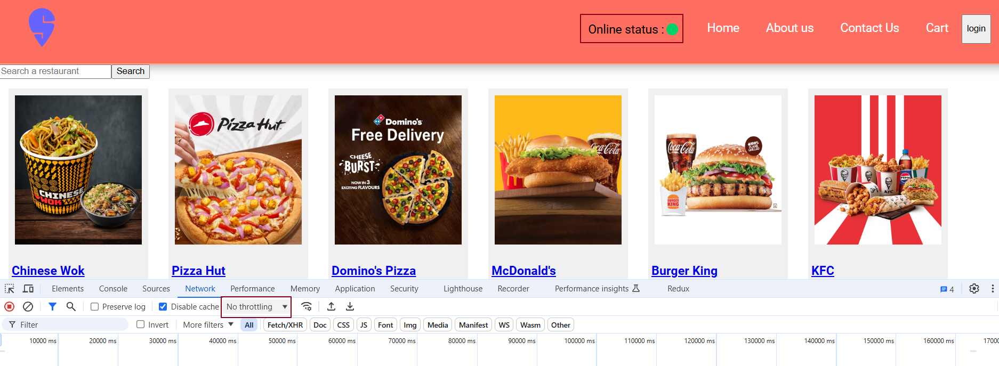 Online status :
Home
About us
Contact Us
Cart
login
Search a restaurant
Search
CHINESE
WOK
Pizza Hut
Domino's
Free Delivery
CHEESE
BURST
NOW IN 3
EXCITING FLAVOURS
Coca-Cola
Coca-Cola
100%
FLAME
GRILLED
BURGER
KING
PEPSI
KFC
Chinese Wok
Pizza Hut
Domino's Pizza
McDonald's
Burger King
KFC
Elements
Console
Sources
Network
Performance
Memory
Application
Security
Lighthouse
Recorder
Performance insights
Redux
4
Preserve log
Disable cache
No throttling
Filter
Invert
More filters
All
Fetch/XHR
Doc
CSS
JS
Font
Img
Media
Manifest
WS
Wasm
Other
10000 ms
20000 ms
30000 ms
40000 ms
50000 ms
60000 ms
70000 ms
80000 ms
90000 ms
100000 ms
110000 ms
120000 ms
130000 ms
140000 ms
150000 ms
160000 ms